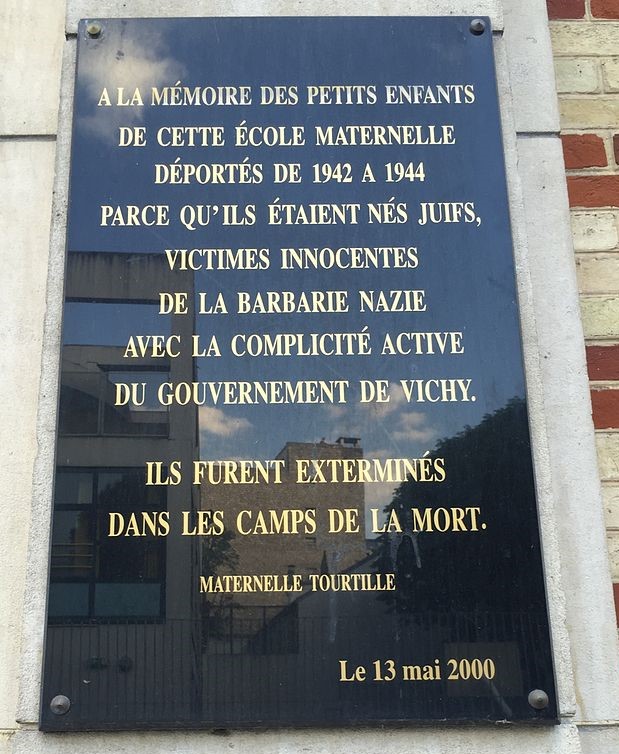 A LA MÉMOIRE DES PETITS ENFANTS
DE CETTE ÉCOLE MATERNELLE
DÉPORTÉS DE 1942 A 1944
PARCE QU'ILS ÉTAIENT NÉS JUIFS,
VICTIMES INNOCENTES
DE LA BARBARIE NAZIE
AVEC LA COMPLICITÉ ACTIVE
DU GOUVERNEMENT DE VICHY.
ILS FURENT EXTERMINÉS
DANS LES CAMPS DE LA MORT.
MATERNELLE TOURTILLE
Le 13 mai 2000